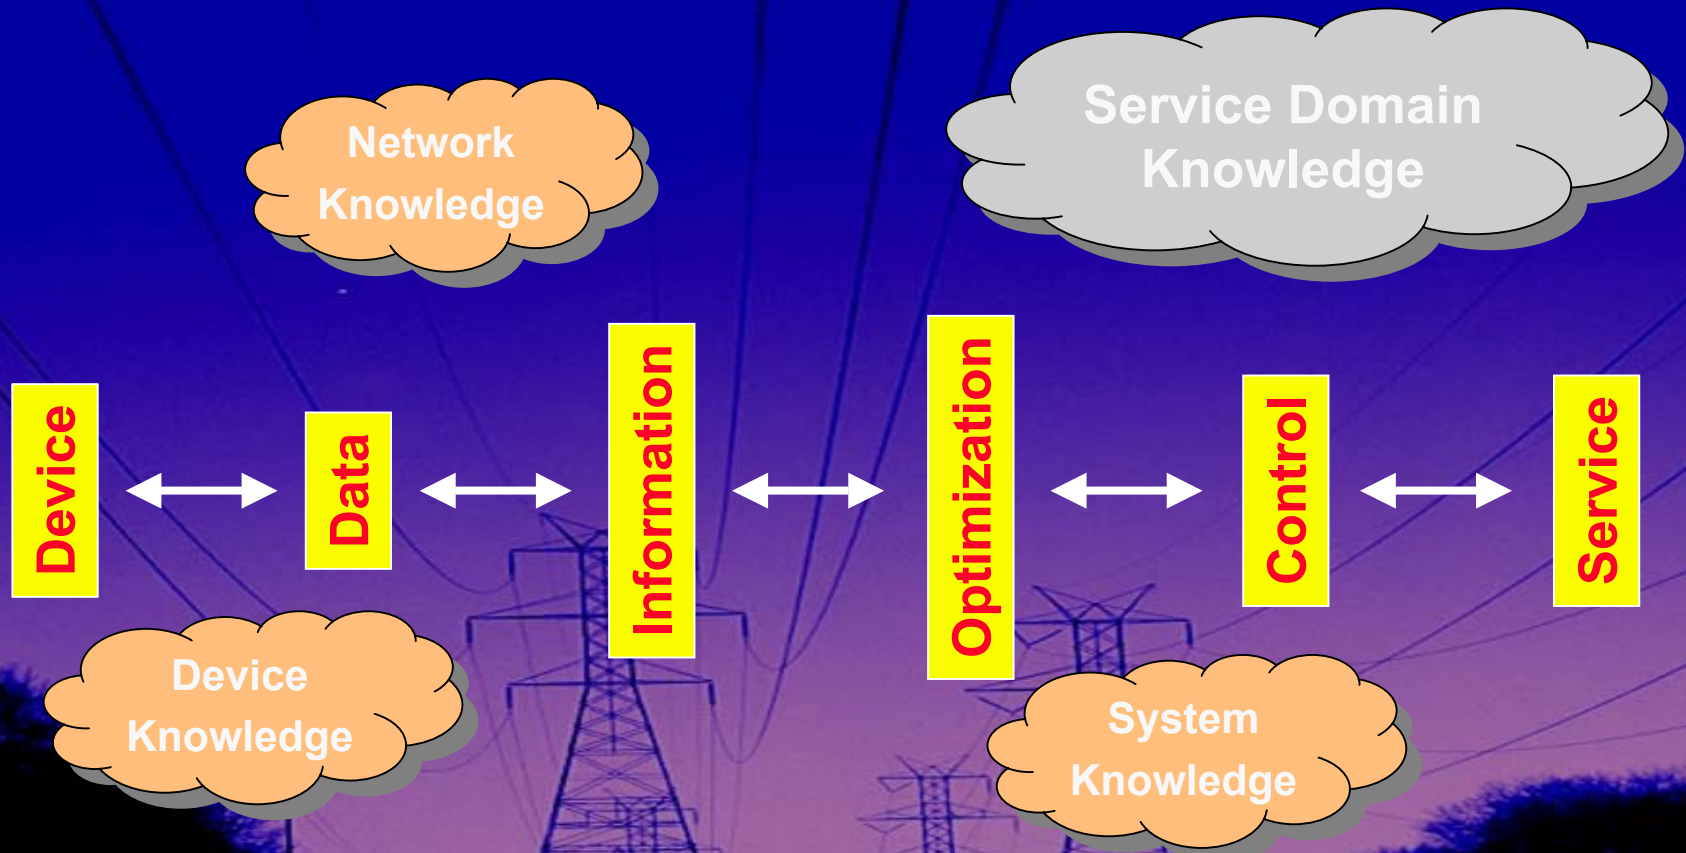 Service Domain
Knowledge
Network
Knowledge
Device
Data
Information
Optimization
Control
Service
Device
Knowledge
System
Knowledge